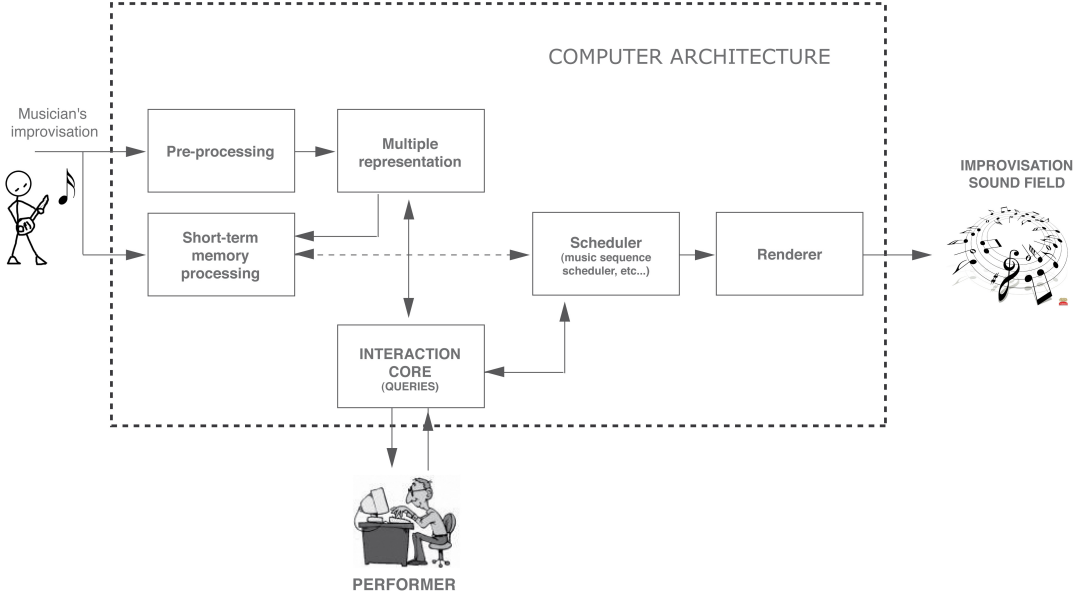 COMPUTER ARCHITECTURE
Musician's
improvisation
Pre-processing
Multiple
representation
Short-term
memory
processing
Scheduler
(music sequence
scheduler, etc...)
Renderer
IMPROVISATION
SOUND FIELD
INTERACTION
CORE
(QUERIES)
PERFORMER